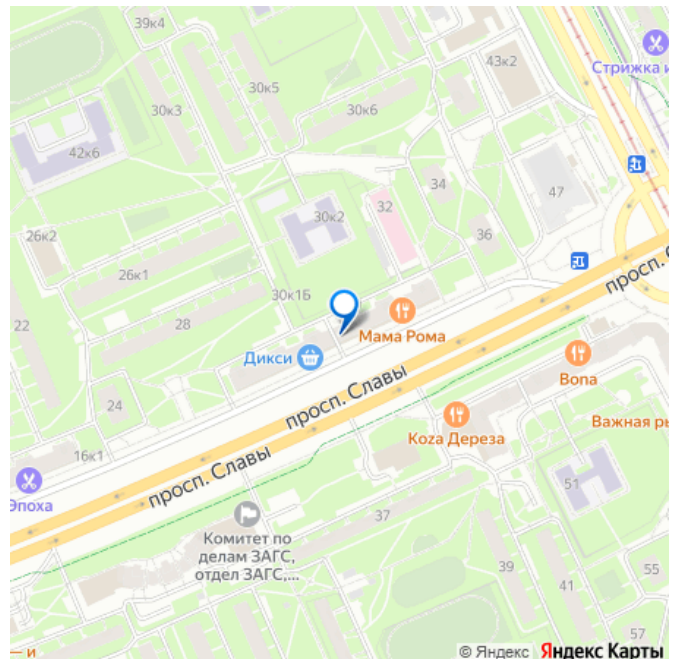 39к4
43к2
Стрижка и
30к5
30к3
30к6
42к6
34
47
32
30к2
36
26к2
просп. С
26к1
30к1Б
22
28
Мама Рома
Дикси
Bona
просп. Славы
24
Коzа Дереза
Важная ры
16к1
просп. Славы
Эпоха
51
37
Комитет по
делам ЗАГС,
отдел ЗАГС,...
39
41
55
57
— и
© Яндекс Яндекс Карты